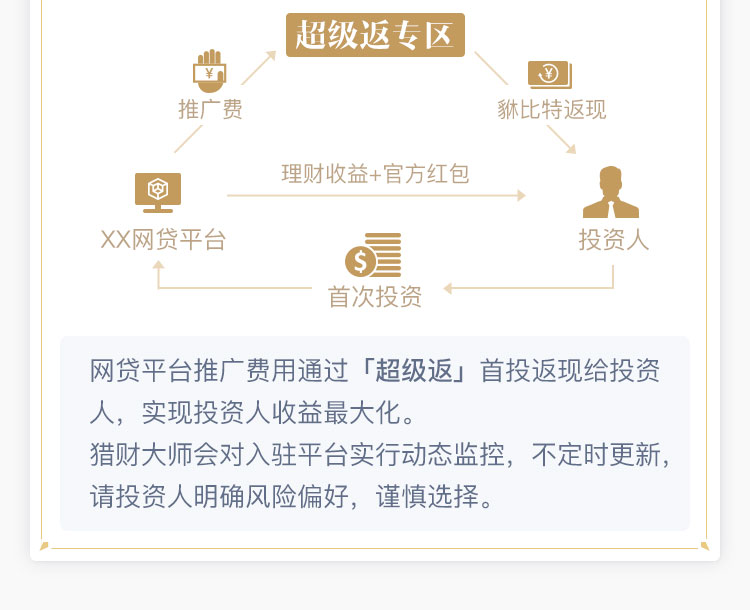 超级返专区
¥
¥
推广费
貅比特返现
理财收益+官方红包
XX网贷平台
投资人
$
首次投资
网贷平台推广费用通过「超级返」首投返现给投资
人，实现投资人收益最大化。
猎财大师会对入驻平台实行动态监控，不定时更新，
请投资人明确风险偏好，谨慎选择。